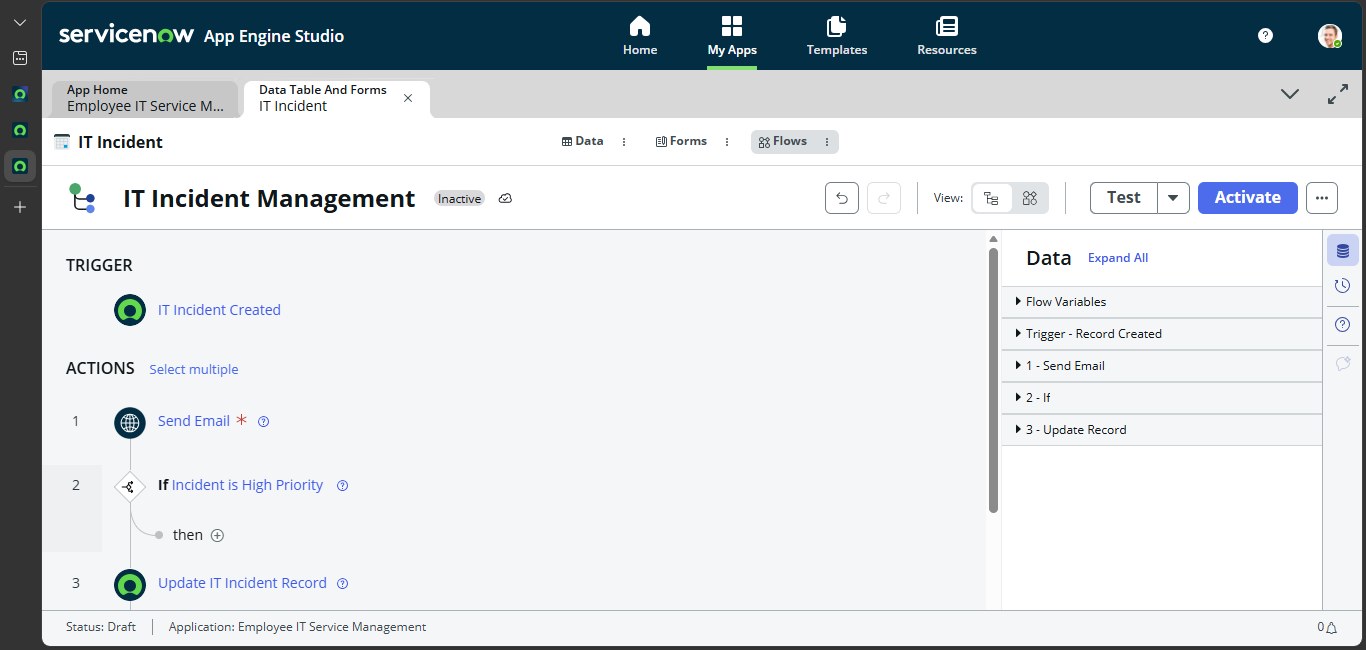 servicenow App Engine Studio
Home
My Apps
Templates
Resources
App Home
Employee IT Service M...
Data Table And Forms
IT Incident
IT Incident
Data
Forms
Flows
IT Incident Management
Inactive
View:
Test
Activate
TRIGGER
IT Incident Created
ACTIONS Select multiple
1 Send Email *
2 If Incident is High Priority
then
3 Update IT Incident Record
Data Expand All
Flow Variables
Trigger - Record Created
1 - Send Email
2 - If
3 - Update Record
Status: Draft
Application: Employee IT Service Management
0